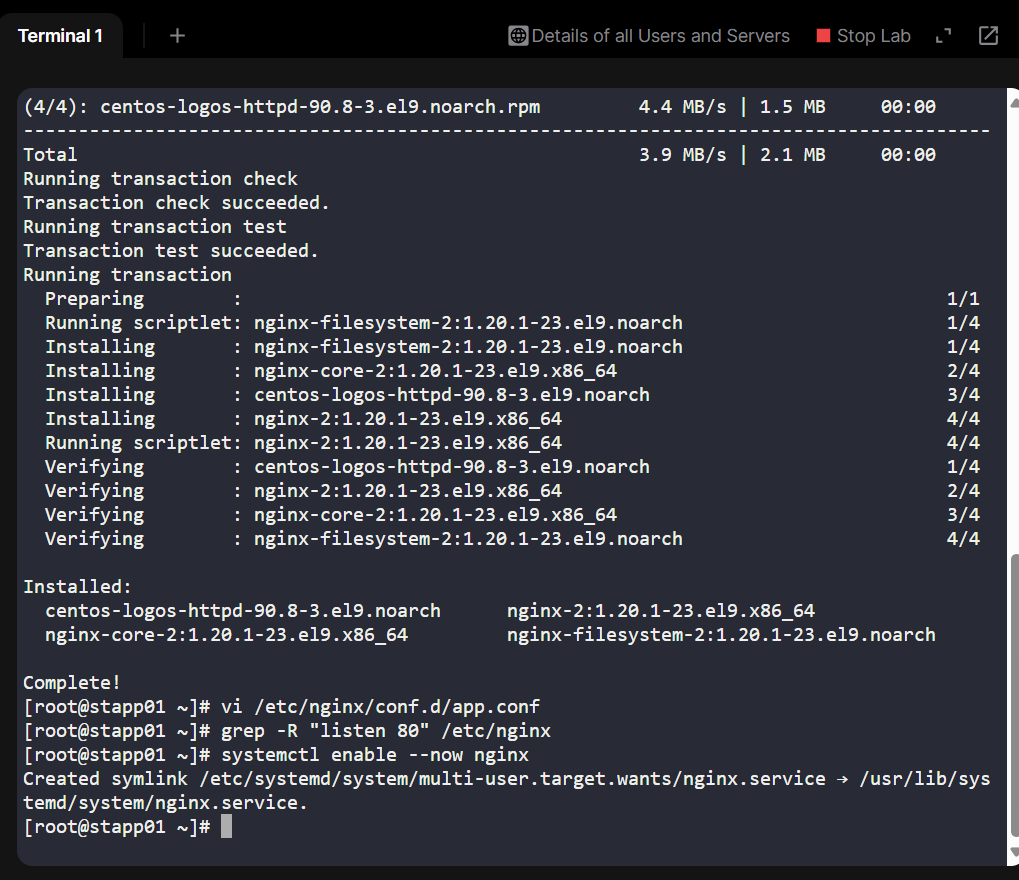 Terminal 1
+
Details of all Users and Servers
Stop Lab
(4/4): centos-logos-httpd-90.8-3.el9.noarch.rpm 4.4 MB/s | 1.5 MB 00:00
----------------------------------------------------------------------------------------
Total 3.9 MB/s | 2.1 MB 00:00
Running transaction check
Transaction check succeeded.
Running transaction test
Transaction test succeeded.
Running transaction
Preparing : 1/1
Running scriptlet: nginx-filesystem-2:1.20.1-23.el9.noarch 1/4
Installing : nginx-filesystem-2:1.20.1-23.el9.noarch 1/4
Installing : nginx-core-2:1.20.1-23.el9.x86_64 2/4
Installing : centos-logos-httpd-90.8-3.el9.noarch 3/4
Installing : nginx-2:1.20.1-23.el9.x86_64 4/4
Running scriptlet: nginx-2:1.20.1-23.el9.x86_64 4/4
Verifying : centos-logos-httpd-90.8-3.el9.noarch 1/4
Verifying : nginx-2:1.20.1-23.el9.x86_64 2/4
Verifying : nginx-core-2:1.20.1-23.el9.x86_64 3/4
Verifying : nginx-filesystem-2:1.20.1-23.el9.noarch 4/4
Installed:
centos-logos-httpd-90.8-3.el9.noarch nginx-2:1.20.1-23.el9.x86_64
nginx-core-2:1.20.1-23.el9.x86_64 nginx-filesystem-2:1.20.1-23.el9.noarch
Complete!
[root@stapp01 ~]# vi /etc/nginx/conf.d/app.conf
[root@stapp01 ~]# grep -R "listen 80" /etc/nginx
[root@stapp01 ~]# systemctl enable --now nginx
Created symlink /etc/systemd/system/multi-user.target.wants/nginx.service → /usr/lib/sys
temd/system/nginx.service.
[root@stapp01 ~]#